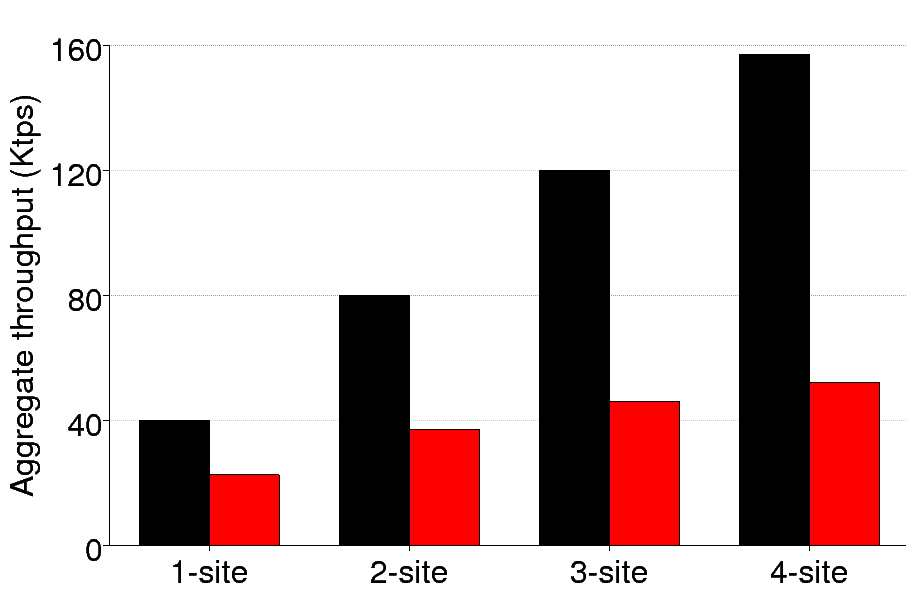 Aggregate throughput (Ktps)
160
120
80
40
0
1-site
2-site
3-site
4-site